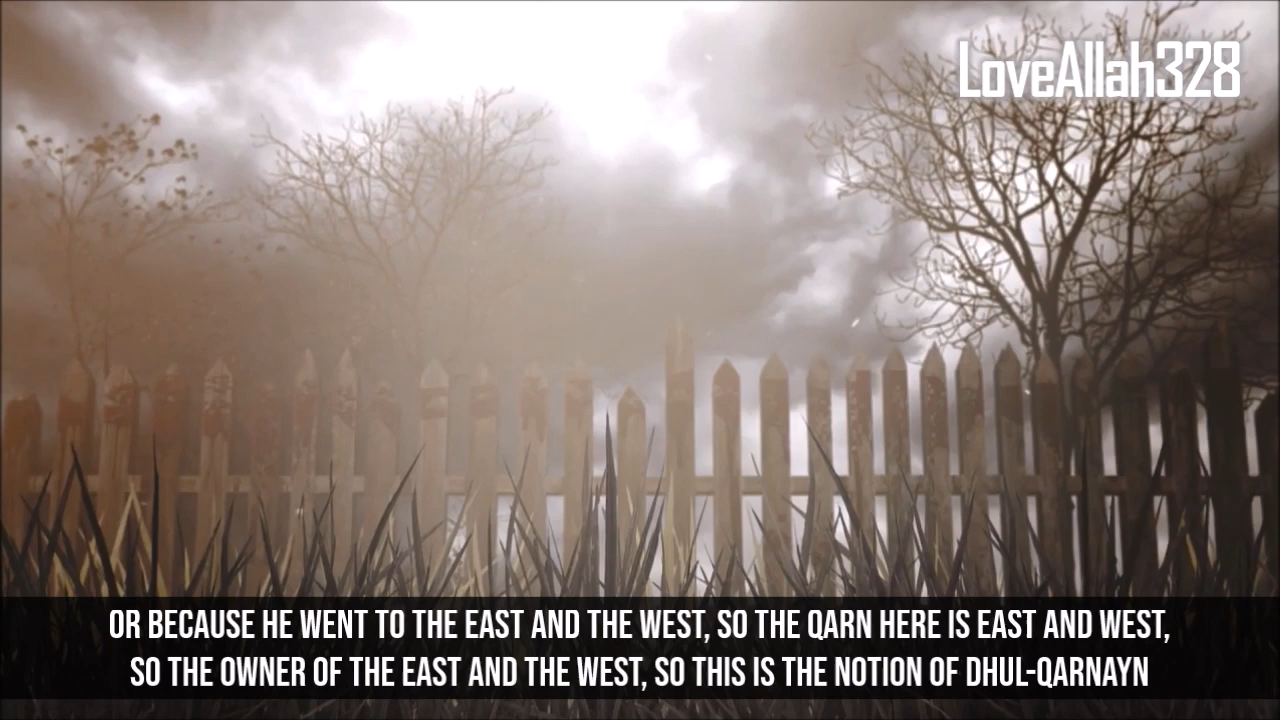 LoveAllah328
OR BECAUSE HE WENT TO THE EAST AND THE WEST, SO THE QARN HERE IS EAST AND WEST,
SO THE OWNER OF THE EAST AND THE WEST, SO THIS IS THE NOTION OF DHUL-QARNAYN